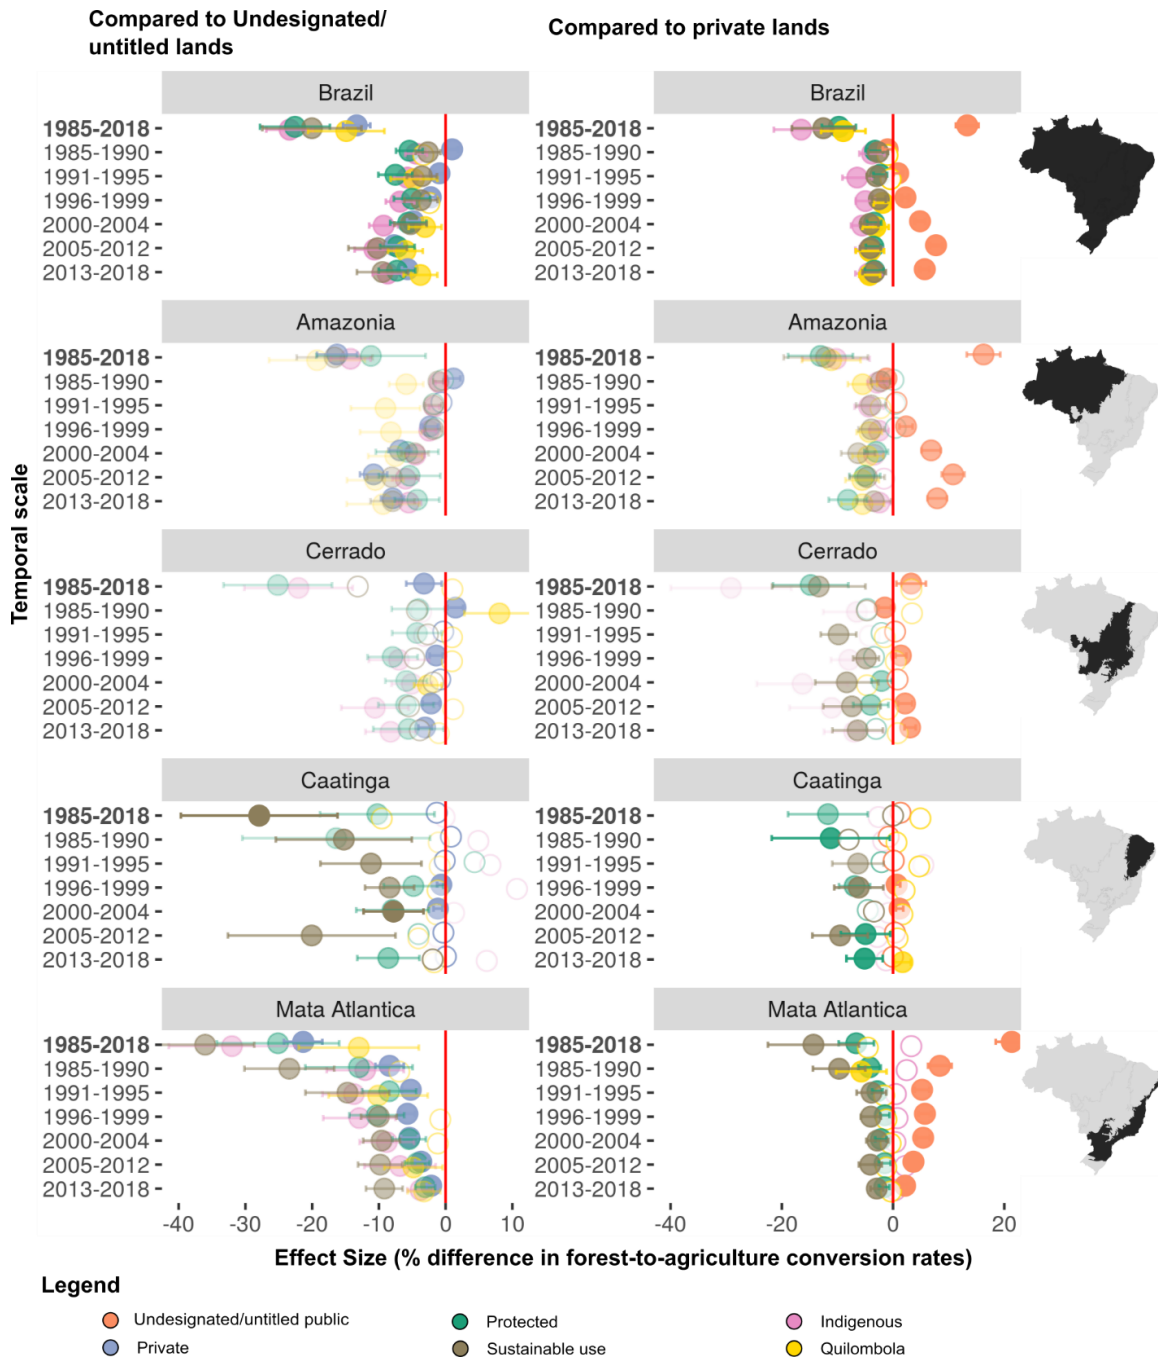 Compared to Undesignated/
untitled lands
Compared to private lands
Brazil
Brazil
1985-2018
1985-1990
1991-1995
1996-1999
2000-2004
2005-2012
2013-2018
1985-2018
1985-1990
1991-1995
1996-1999
2000-2004
2005-2012
2013-2018
Amazonia
Amazonia
1985-2018
1985-1990
1991-1995
1996-1999
2000-2004
2005-2012
2013-2018
1985-2018
1985-1990
1991-1995
1996-1999
2000-2004
2005-2012
2013-2018
Temporal scale
Cerrado
Cerrado
1985-2018
1985-1990
1991-1995
1996-1999
2000-2004
2005-2012
2013-2018
1985-2018
1985-1990
1991-1995
1996-1999
2000-2004
2005-2012
2013-2018
Caatinga
Caatinga
1985-2018
1985-1990
1991-1995
1996-1999
2000-2004
2005-2012
2013-2018
1985-2018
1985-1990
1991-1995
1996-1999
2000-2004
2005-2012
2013-2018
Mata Atlantica
Mata Atlantica
1985-2018
1985-1990
1991-1995
1996-1999
2000-2004
2005-2012
2013-2018
1985-2018
1985-1990
1991-1995
1996-1999
2000-2004
2005-2012
2013-2018
-40 -30 -20 -10 0 10
-40 -20 0 20
Effect Size (% difference in forest-to-agriculture conversion rates)
Legend
Undesignated/untitled public
Protected
Indigenous
Private
Sustainable use
Quilombola